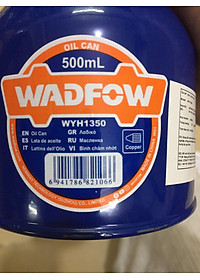 OIL CAN
500mL
WADFOW
WYH1350
EN Oil Can
ES Lata de aceite
IT Lattina dell'Olio
GR Λαδικό
RU Масленка
VI Bình châm nhớt
Copper
6 941786 821066